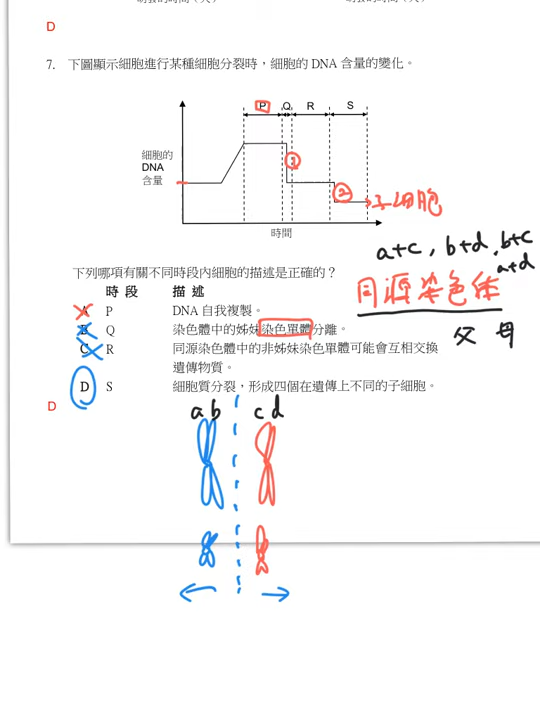 D
7. 下圖顯示細胞進行某種細胞分裂時，細胞的 DNA 含量的變化。
P Q R S
細胞的
DNA
含量
①
②
子細胞
時間
a+c, b+d, b+c
a+d
同源染色体
父 母
下列哪項有關不同時段內細胞的描述是正確的？
時段 描述
A P DNA 自我複製。
B Q 染色體中的姊妹染色單體分離。
C R 同源染色體中的非姊妹染色單體可能會互相交換
遺傳物質。
D S 細胞質分裂，形成四個在遺傳上不同的子細胞。
D
a b c d